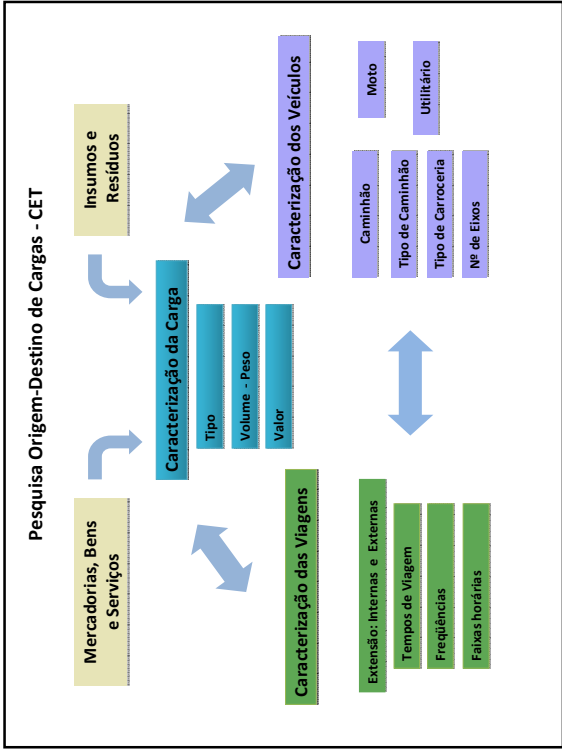 Pesquisa Origem-Destino de Cargas - CET
Mercadorias, Bens
e Serviços
Insumos e
Resíduos
Caracterização da Carga
Tipo
Volume - Peso
Valor
Caracterização das Viagens
Extensão: Internas e Externas
Tempos de Viagem
Freqüências
Faixas horárias
Caracterização dos Veículos
Caminhão
Tipo de Caminhão
Tipo de Carroceria
Nº de Eixos
Moto
Utilitário